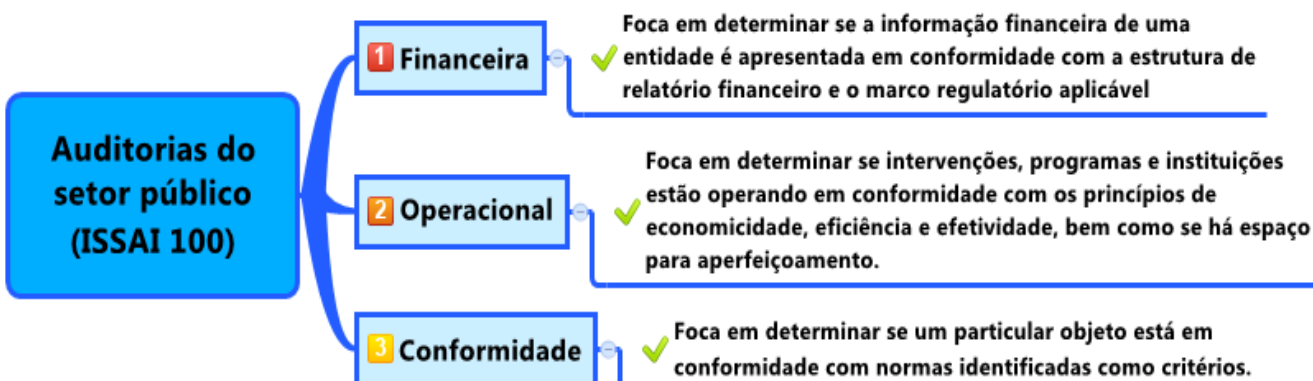 Auditorias do
setor público
(ISSAI 100)
1 Financeira
Foca em determinar se a informação financeira de uma
entidade é apresentada em conformidade com a estrutura de
relatório financeiro e o marco regulatório aplicável
2 Operacional
Foca em determinar se intervenções, programas e instituições
estão operando em conformidade com os princípios de
economicidade, eficiência e efetividade, bem como se há espaço
para aperfeiçoamento.
3 Conformidade
Foca em determinar se um particular objeto está em
conformidade com normas identificadas como critérios.